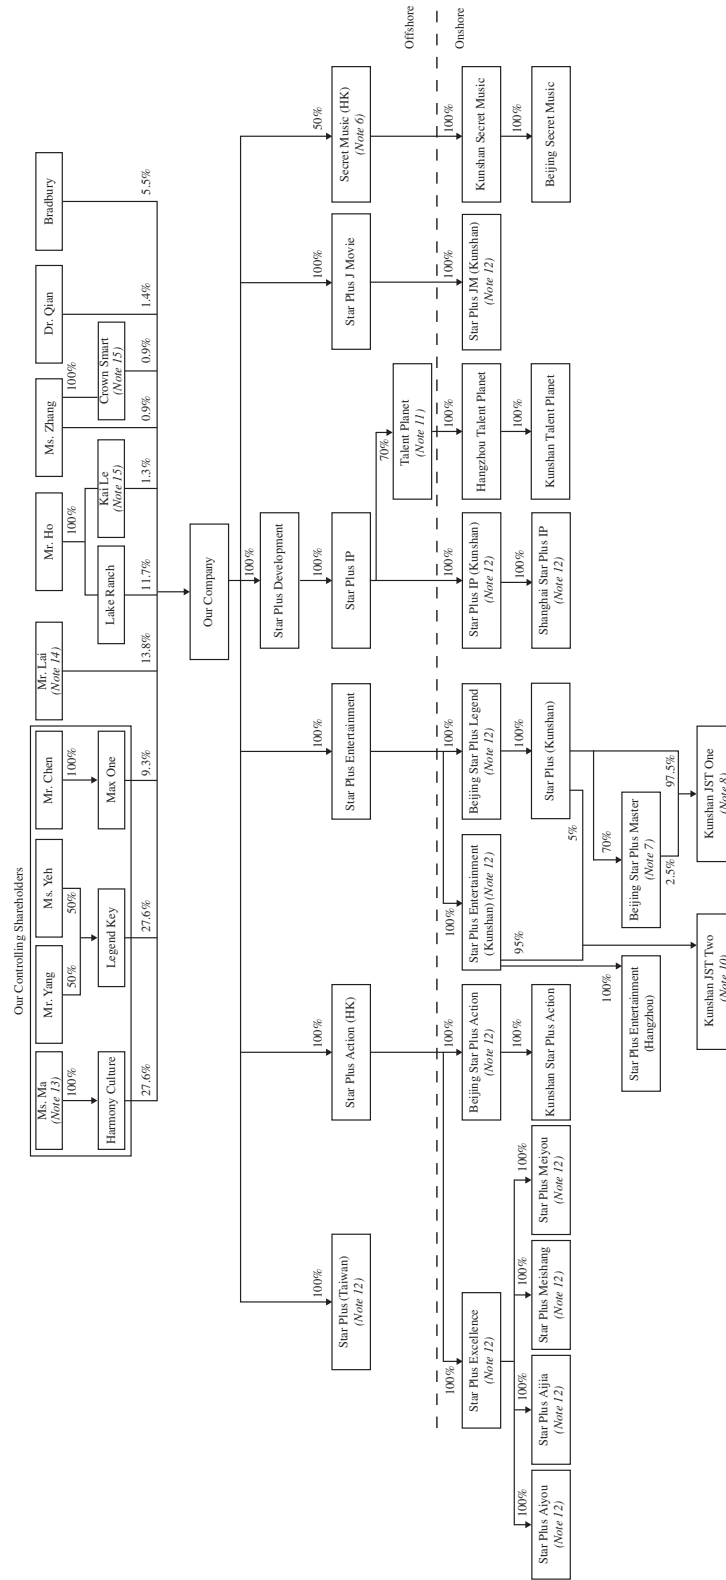 Our Controlling Shareholders
Ms. Ma
(Note 13)
Mr. Yang
Ms. Yeh
Mr. Chen
Mr. Lai
(Note 14)
Mr. Ho
Ms. Zhang
Dr. Qian
Bradbury
100%
50%
50%
100%
100%
100%
Harmony Culture
Legend Key
Max One
Lake Ranch
Kai Le
(Note 15)
Crown Smart
(Note 15)
27.6%
27.6%
9.3%
13.8%
11.7%
1.3%
0.9%
0.9%
1.4%
5.5%
Our Company
100%
Star Plus Development
100%
100%
100%
100%
100%
50%
Star Plus (Taiwan)
(Note 12)
Star Plus Action (HK)
Star Plus Entertainment
Star Plus IP
Star Plus J Movie
Secret Music (HK)
(Note 6)
70%
Talent Planet
(Note 11)
Offshore
Onshore
100%
100%
100%
100%
100%
100%
100%
100%
Star Plus Excellence
(Note 12)
Beijing Star Plus Action
(Note 12)
Star Plus Entertainment
(Kunshan) (Note 12)
Beijing Star Plus Legend
(Note 12)
Star Plus IP (Kunshan)
(Note 12)
Hangzhou Talent Planet
Star Plus JM (Kunshan)
(Note 12)
Kunshan Secret Music
100%
100%
100%
100%
100%
95%
100%
100%
100%
100%
Star Plus Aiyou
(Note 12)
Star Plus Aijia
(Note 12)
Star Plus Meishang
(Note 12)
Star Plus Meiyou
(Note 12)
Kunshan Star Plus Action
Star Plus (Kunshan)
Shanghai Star Plus IP
(Note 12)
Kunshan Talent Planet
Beijing Secret Music
5%
100%
70%
Star Plus Entertainment
(Hangzhou)
Beijing Star Plus Master
(Note 7)
2.5%
97.5%
Kunshan JST Two
(Note 10)
Kunshan JST One
(Note 8)